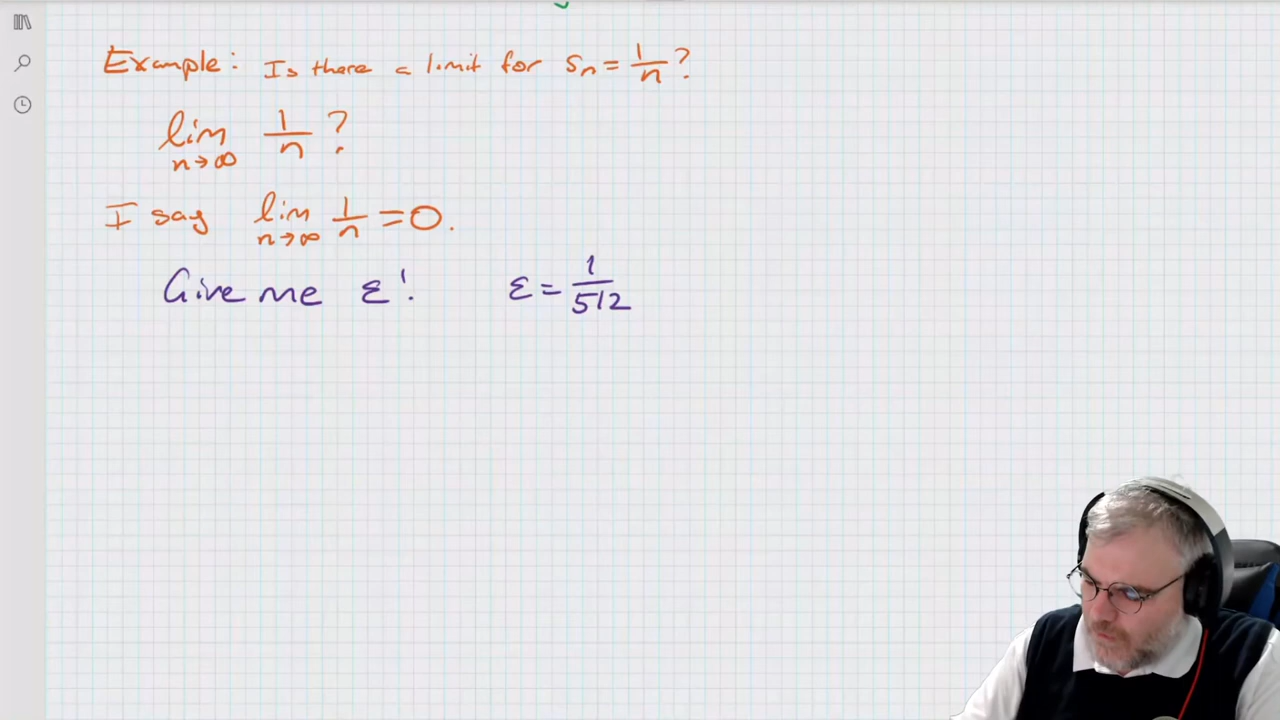 Example: Is there a limit for Sₙ = 1/n ?
lim n→∞ 1/n ?
I say lim n→∞ 1/n = 0.
Give me ε! ε = 1/512